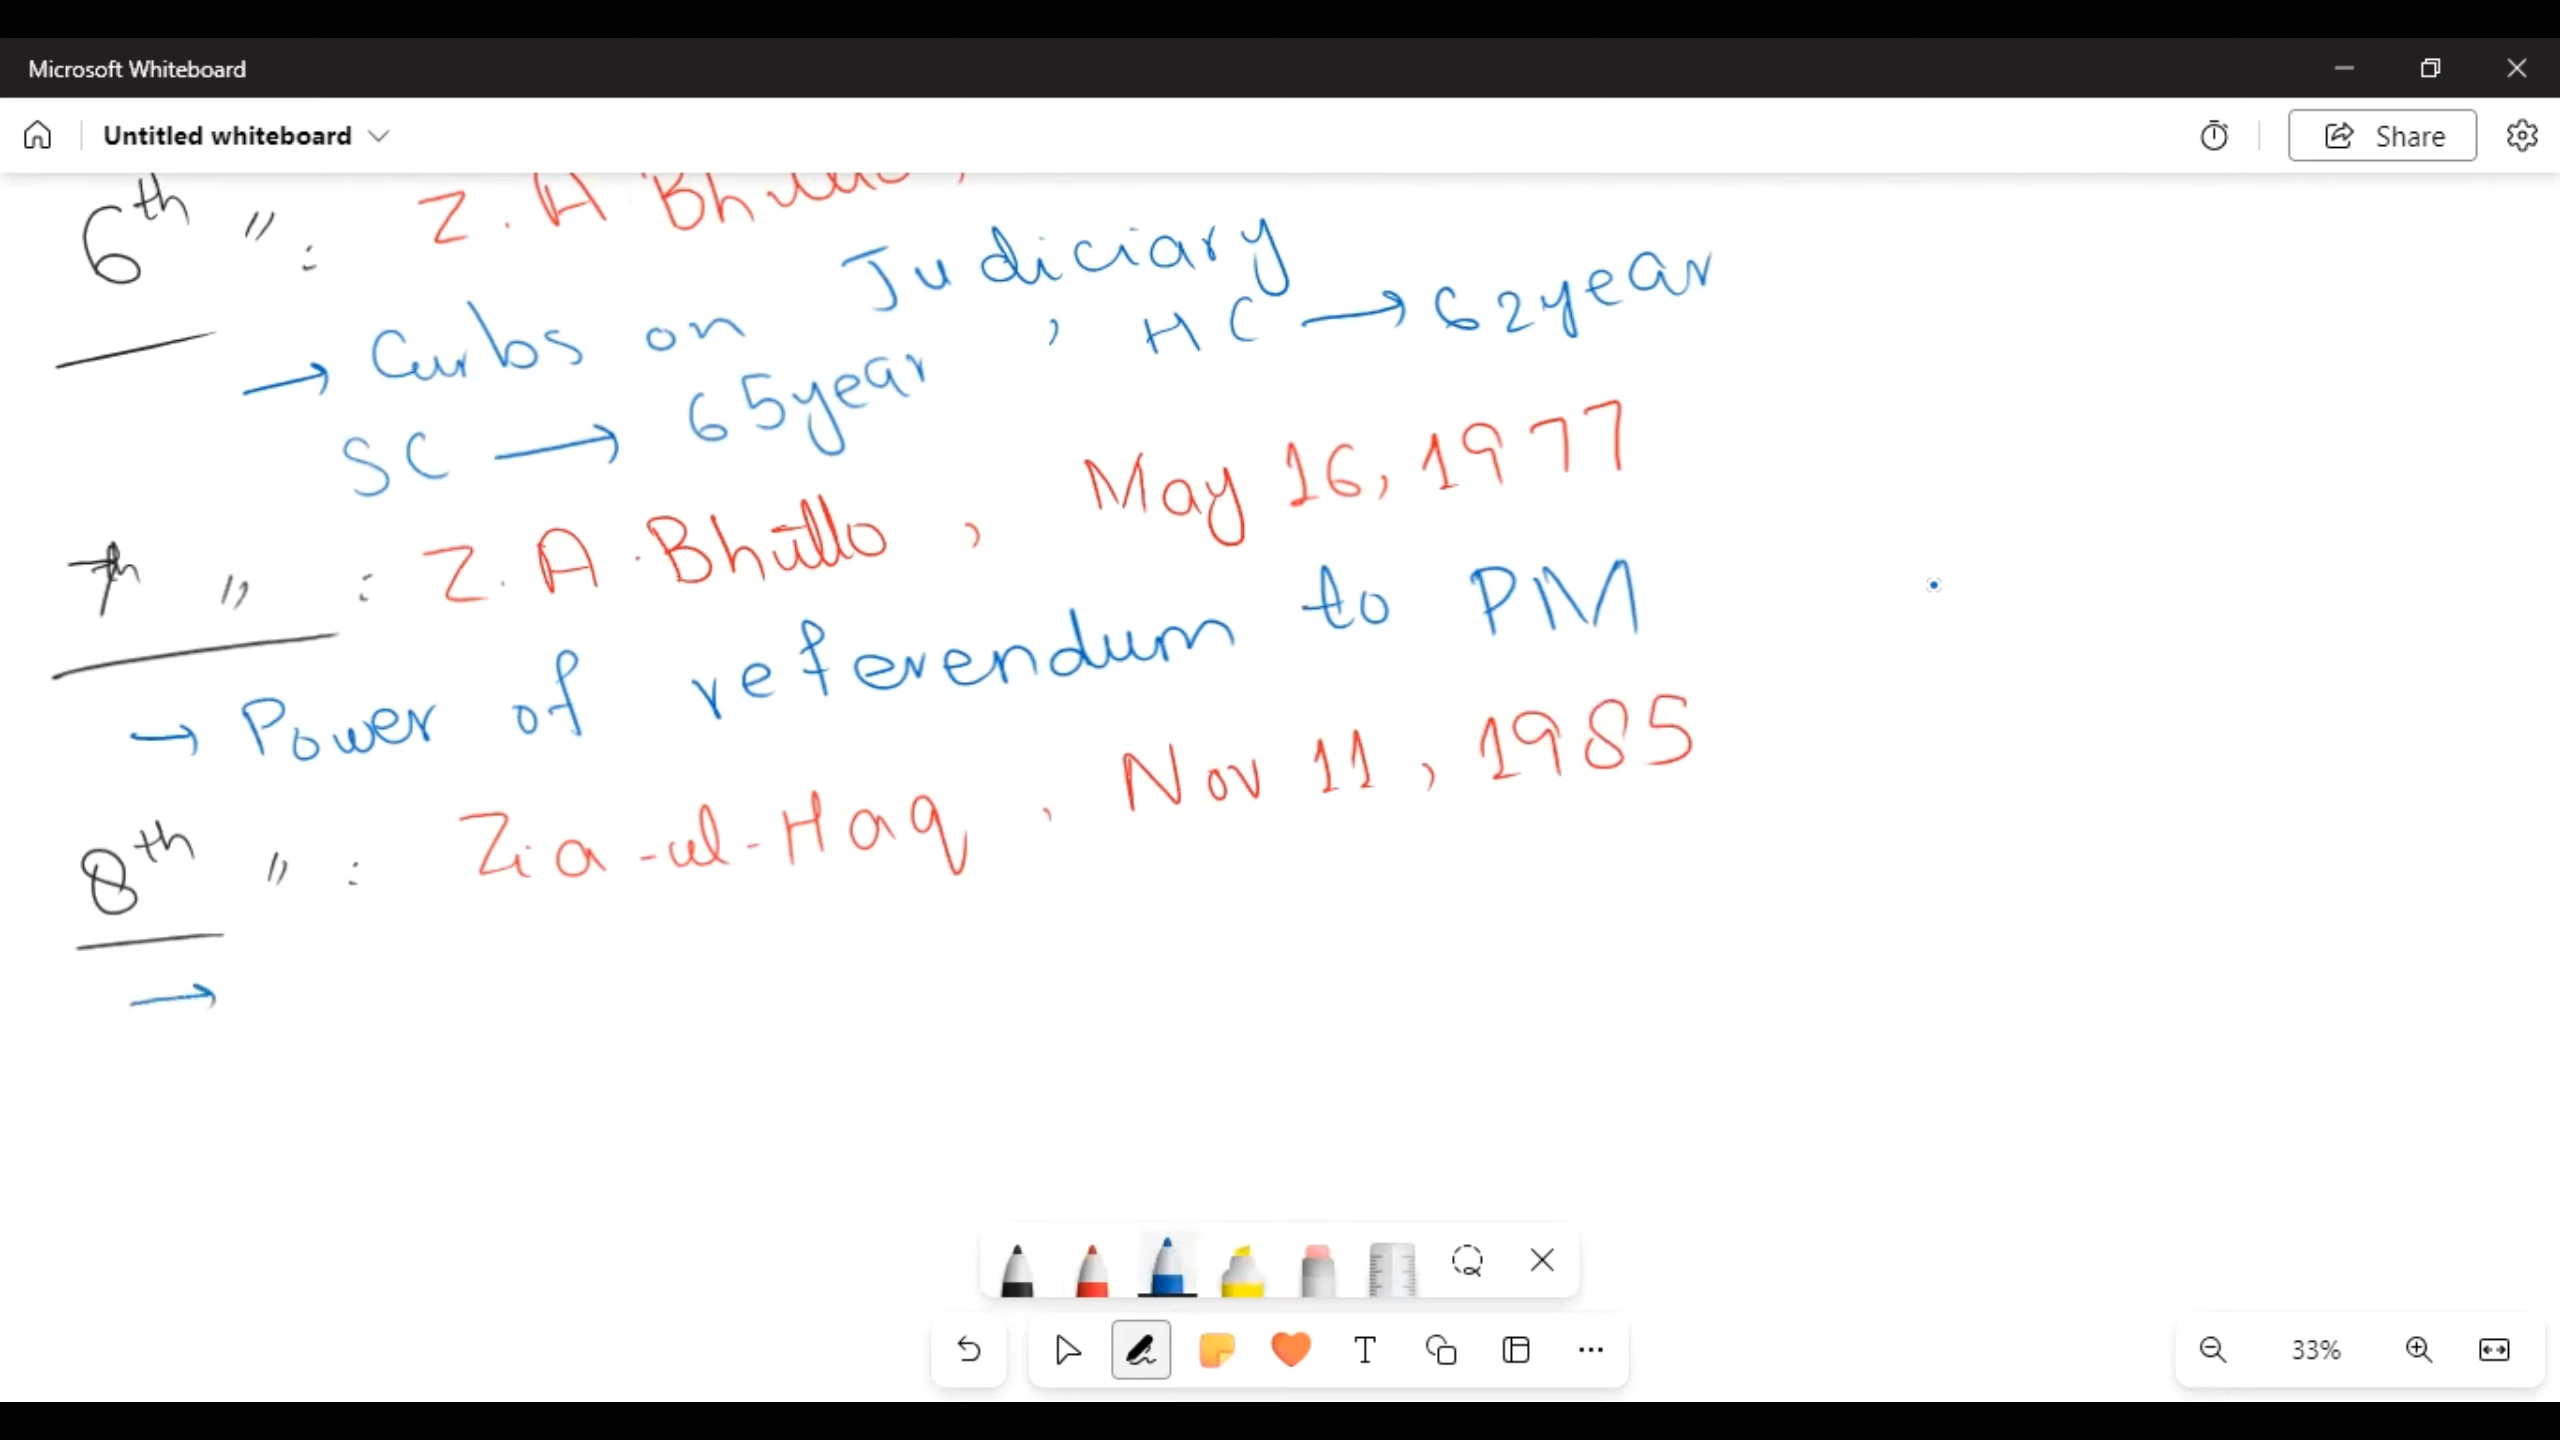 Microsoft Whiteboard
Untitled whiteboard
Share
6th " : Z. A Bhutto,
→ Curbs on Judiciary
SC → 65year , HC → 62year
7th " : Z. A. Bhutto , May 16, 1977
→ Power of referendum to PM
8th " : Zia-ul-Haq , Nov 11, 1985
→
T
33%